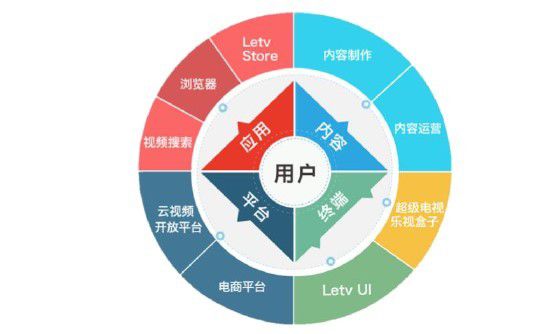 Letv
Store
内容制作
浏览器
内容运营
视频搜索
应用
内容
用户
平台
终端
云视频
开放平台
超级电视
乐视盒子
电商平台
Letv UI